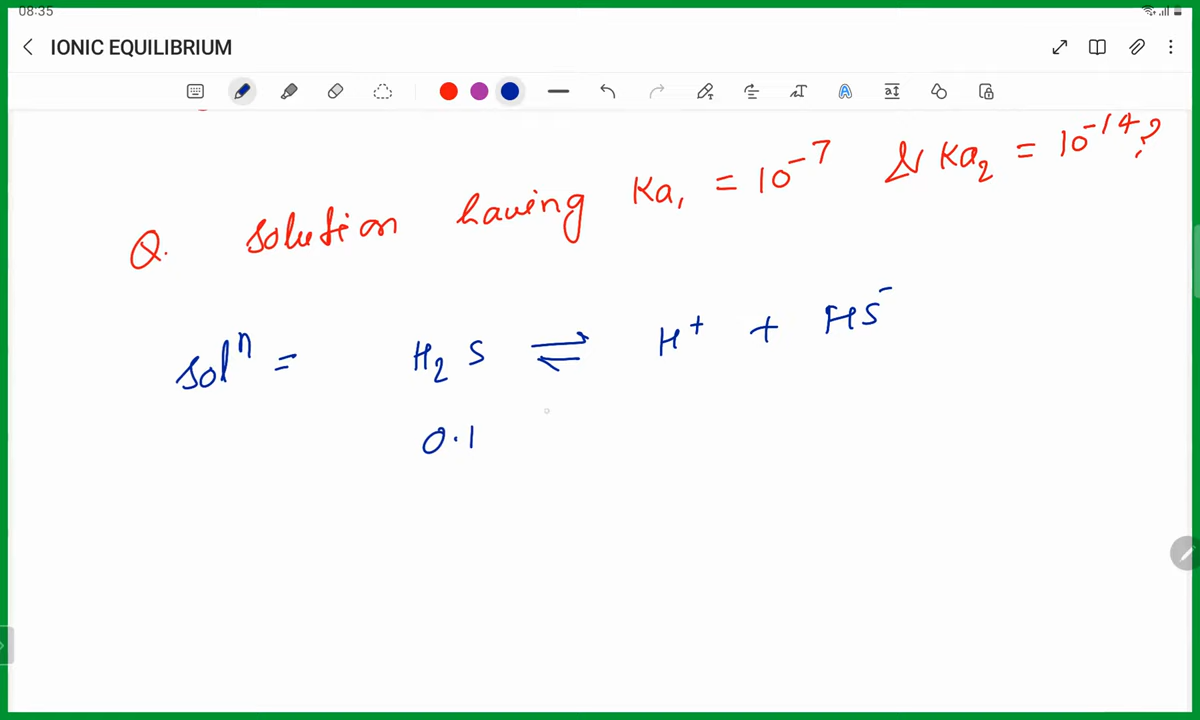 08:35
IONIC EQUILIBRIUM
Q. solution having Ka₁ = 10⁻⁷ & Ka₂ = 10⁻¹⁴?
Solⁿ = H₂S ⇌ H⁺ + HS⁻
0.1